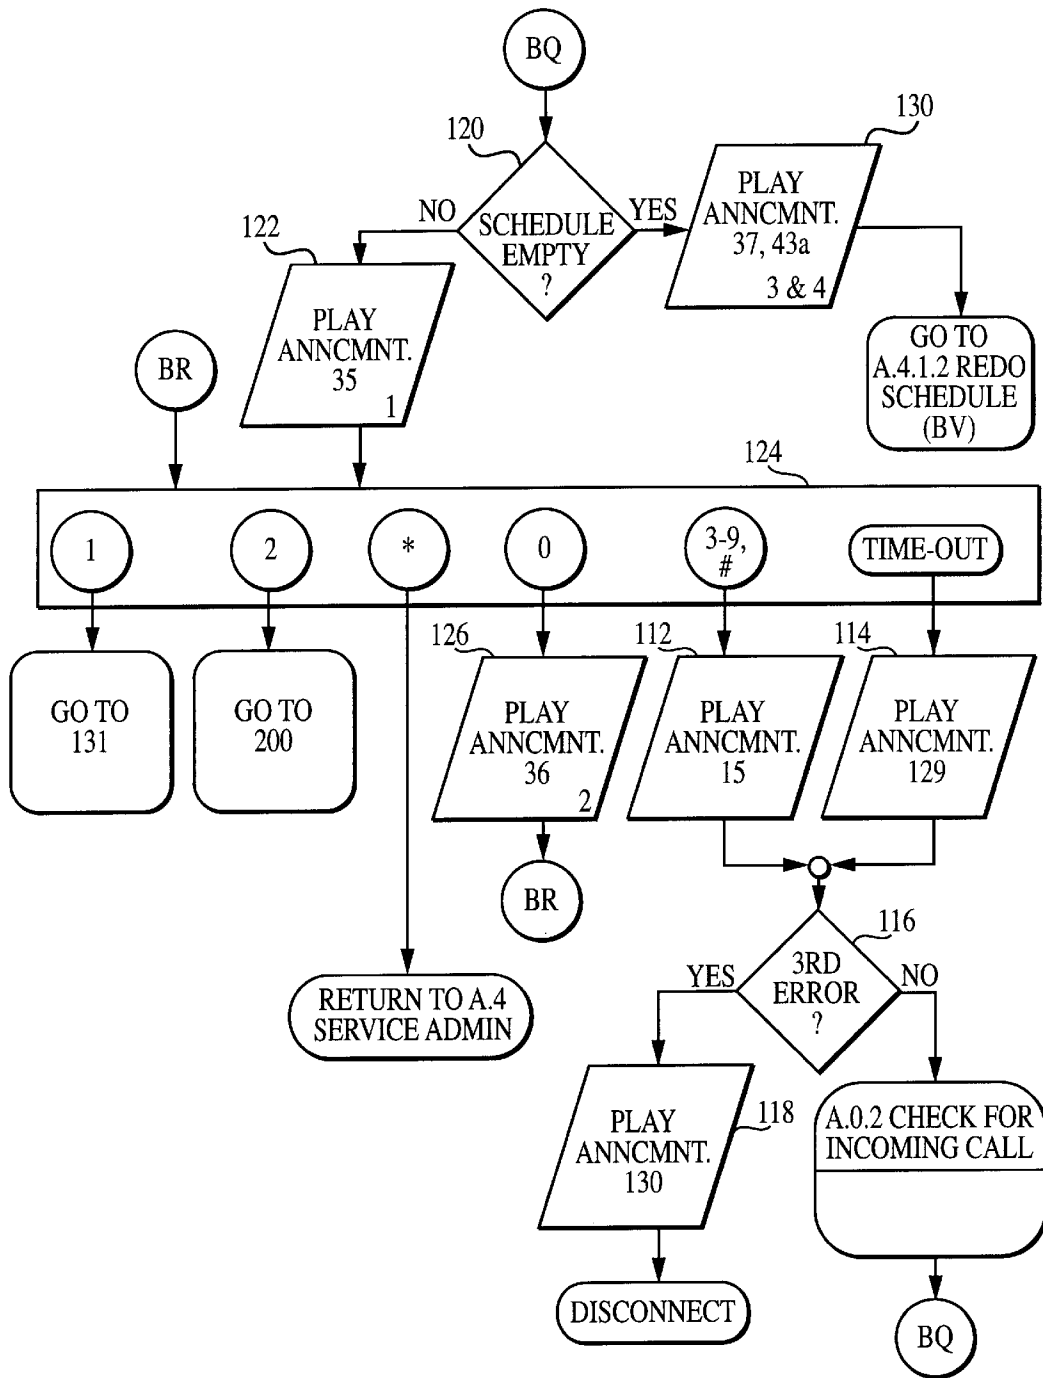 BQ
120
SCHEDULE
EMPTY
?
NO
YES
130
PLAY
ANNCMNT.
37, 43a
3 & 4
GO TO
A.4.1.2 REDO
SCHEDULE
(BV)
122
PLAY
ANNCMNT.
35
1
BR
124
1
2
*
0
3-9,
#
TIME-OUT
GO TO
131
GO TO
200
126
PLAY
ANNCMNT.
36
2
BR
112
PLAY
ANNCMNT.
15
114
PLAY
ANNCMNT.
129
RETURN TO A.4
SERVICE ADMIN
116
3RD
ERROR
?
YES
NO
PLAY
ANNCMNT.
130
118
DISCONNECT
A.0.2 CHECK FOR
INCOMING CALL
BQ